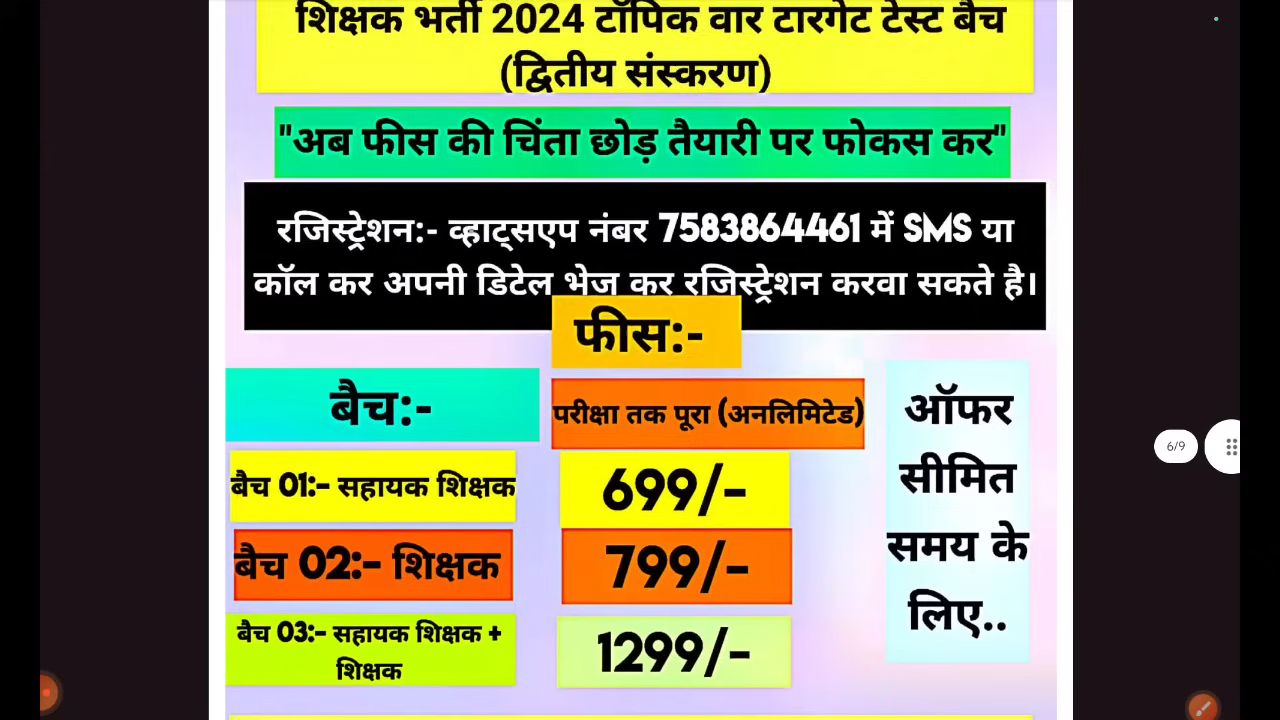 शिक्षक भर्ती 2024 टॉपिक वार टारगेट टेस्ट बैच
(द्वितीय संस्करण)
"अब फीस की चिंता छोड़ तैयारी पर फोकस कर"
रजिस्ट्रेशन:- व्हाट्सएप नंबर 7583864461 में SMS या
कॉल कर अपनी डिटेल भेज कर रजिस्ट्रेशन करवा सकते है।
फीस:-
बैच:-
परीक्षा तक पूरा (अनलिमिटेड)
बैच 01:- सहायक शिक्षक
699/-
बैच 02:- शिक्षक
799/-
बैच 03:- सहायक शिक्षक +
शिक्षक
1299/-
ऑफर
सीमित
समय के
लिए..
6/9